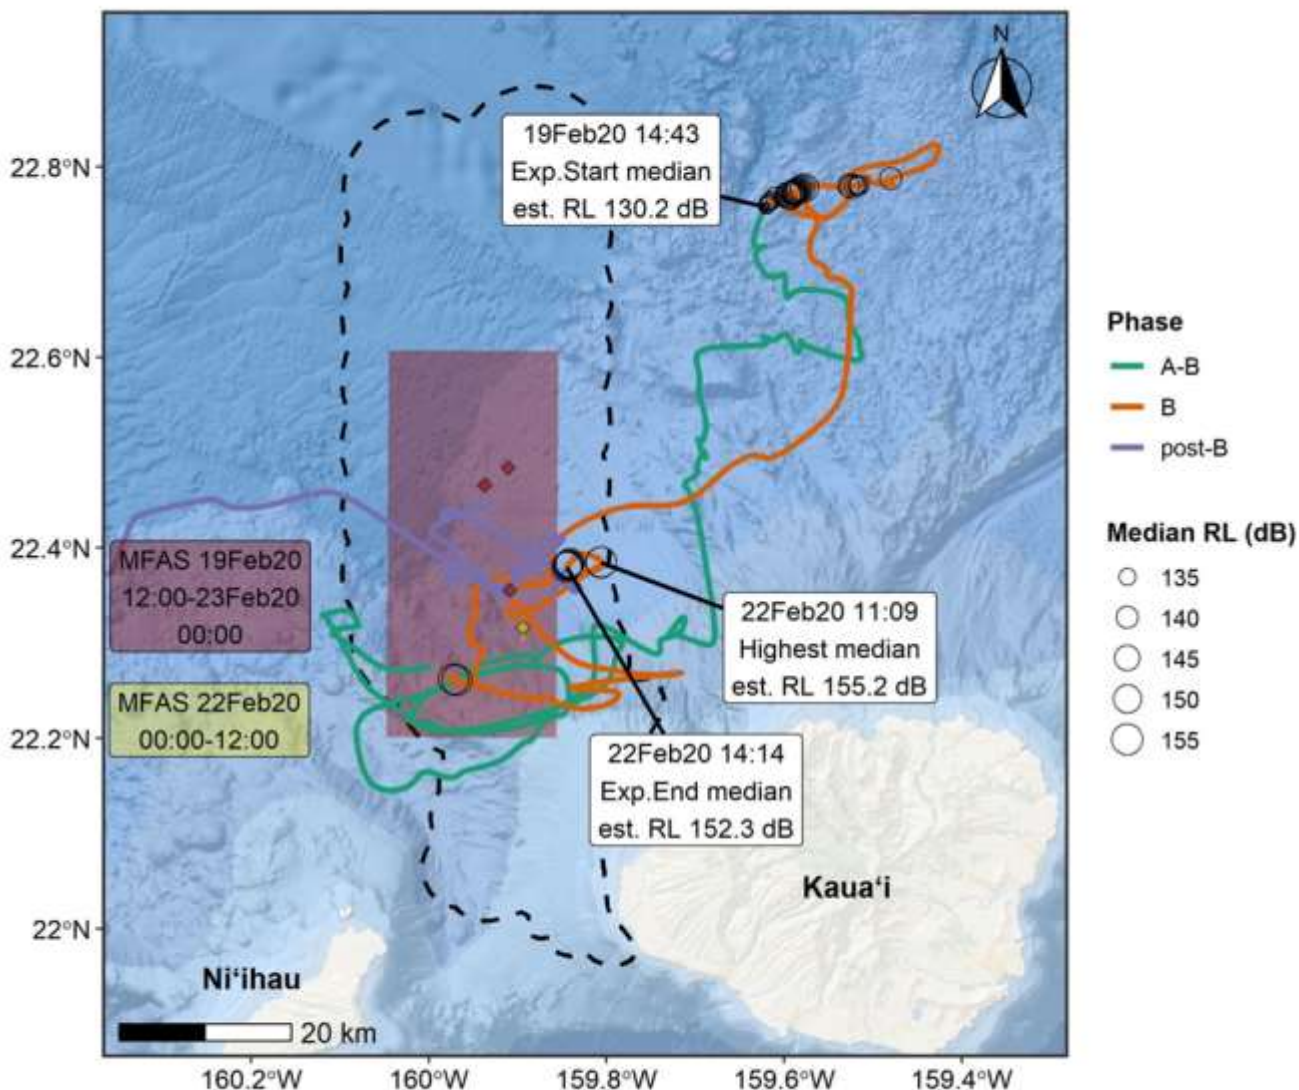 N
19Feb20 14:43
Exp.Start median
est. RL 130.2 dB
22.8°N
22.6°N
22.4°N
22.2°N
22°N
MFAS 19Feb20
12:00-23Feb20
00:00
MFAS 22Feb20
00:00-12:00
22Feb20 11:09
Highest median
est. RL 155.2 dB
22Feb20 14:14
Exp.End median
est. RL 152.3 dB
Kauaʻi
Niʻihau
20 km
160.2°W
160°W
159.8°W
159.6°W
159.4°W
Phase
A-B
B
post-B
Median RL (dB)
135
140
145
150
155